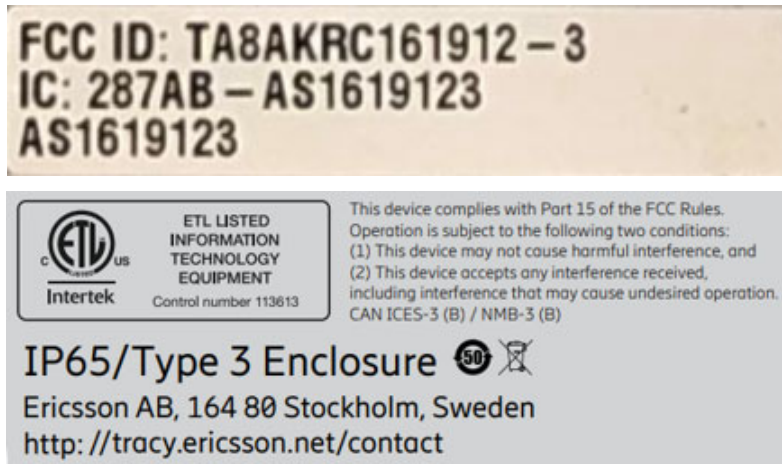 FCC ID: TA8AKRC161912 – 3
IC: 287AB – AS1619123
AS1619123
ETL LISTED
INFORMATION
TECHNOLOGY
EQUIPMENT
Control number 113613
C ETL US
LISTED
Intertek
This device complies with Part 15 of the FCC Rules.
Operation is subject to the following two conditions:
(1) This device may not cause harmful interference, and
(2) This device accepts any interference received,
including interference that may cause undesired operation.
CAN ICES-3 (B) / NMB-3 (B)
IP65/Type 3 Enclosure 50
Ericsson AB, 164 80 Stockholm, Sweden
http: //tracy.ericsson.net/contact